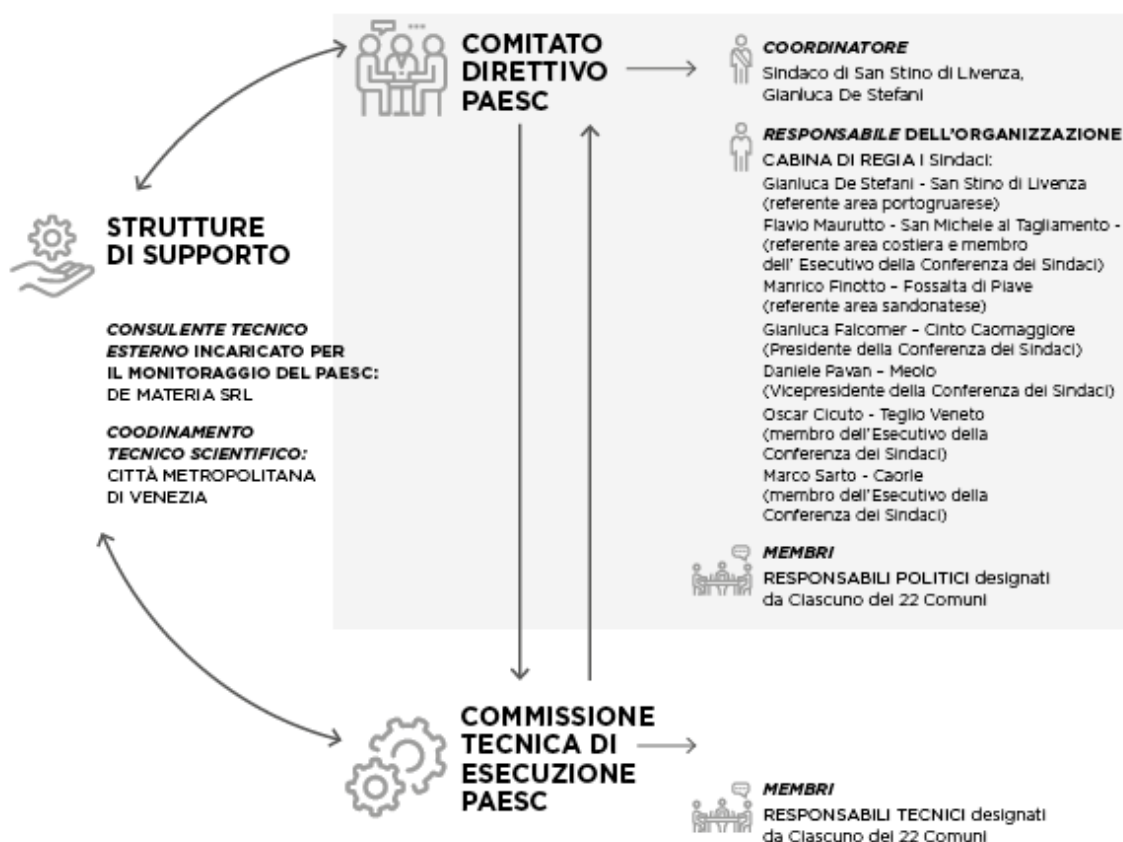 COMITATO
DIRETTIVO
PAESC
COORDINATORE
Sindaco di San Stino di Livenza,
Gianluca De Stefani
RESPONSABILE DELL'ORGANIZZAZIONE
CABINA DI REGIA I Sindaci:
Gianluca De Stefani - San Stino di Livenza
(referente area portogruarese)
Flavio Maurutto - San Michele al Tagliamento -
(referente area costiera e membro
dell' Esecutivo della Conferenza dei Sindaci)
Manrico Finotto – Fossalta di Piave
(referente area sandonatese)
Gianluca Falcomer – Cinto Caomaggiore
(Presidente della Conferenza dei Sindaci)
Daniele Pavan – Meolo
(Vicepresidente della Conferenza dei Sindaci)
Oscar Cicuto - Teglio Veneto
(membro dell'Esecutivo della
Conferenza dei Sindaci)
Marco Sarto - Caorle
(membro dell'Esecutivo della
Conferenza dei Sindaci)
MEMBRI
RESPONSABILI POLITICI designati
da Ciascuno dei 22 Comuni
STRUTTURE
DI SUPPORTO
CONSULENTE TECNICO
ESTERNO INCARICATO PER
IL MONITORAGGIO DEL PAESC:
DE MATERIA SRL
COODINAMENTO
TECNICO SCIENTIFICO:
CITTÀ METROPOLITANA
DI VENEZIA
COMMISSIONE
TECNICA DI
ESECUZIONE
PAESC
MEMBRI
RESPONSABILI TECNICI designati
da Ciascuno dei 22 Comuni